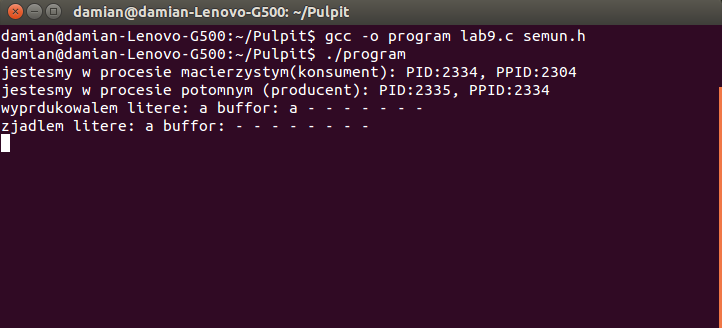 damian@damian-Lenovo-G500: ~/Pulpit
damian@damian-Lenovo-G500:~/Pulpit$ gcc -o program lab9.c semun.h
damian@damian-Lenovo-G500:~/Pulpit$ ./program
jestesmy w procesie macierzystym(konsument): PID:2334, PPID:2304
jestesmy w procesie potomnym (producent): PID:2335, PPID:2334
wyprdukowalem litere: a buffor: a - - - - - - -
zjadlem litere: a buffor: - - - - - - - -